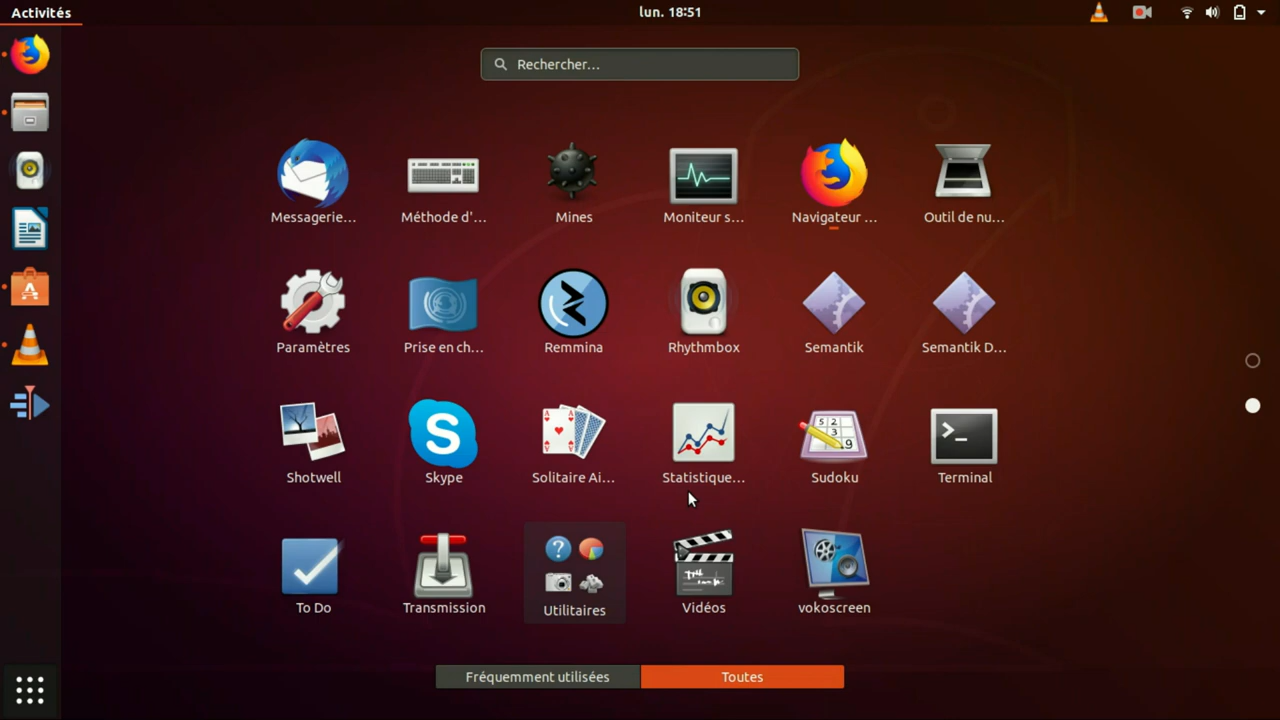 Activités
lun. 18:51
Rechercher...
Messagerie...
Méthode d'...
Mines
Moniteur s...
Navigateur ...
Outil de nu...
Paramètres
Prise en ch...
Remmina
Rhythmbox
Semantik
Semantik D...
Shotwell
Skype
Solitaire Ai...
Statistique...
Sudoku
Terminal
To Do
Transmission
Utilitaires
Vidéos
vokoscreen
Fréquemment utilisées
Toutes